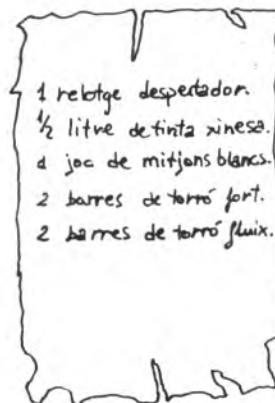 1 relotge despertador.
1/2 litre de tinta xinesa.
1 joc de mitjons blancs.
2 barres de torró fort.
2 barres de torró fluix.